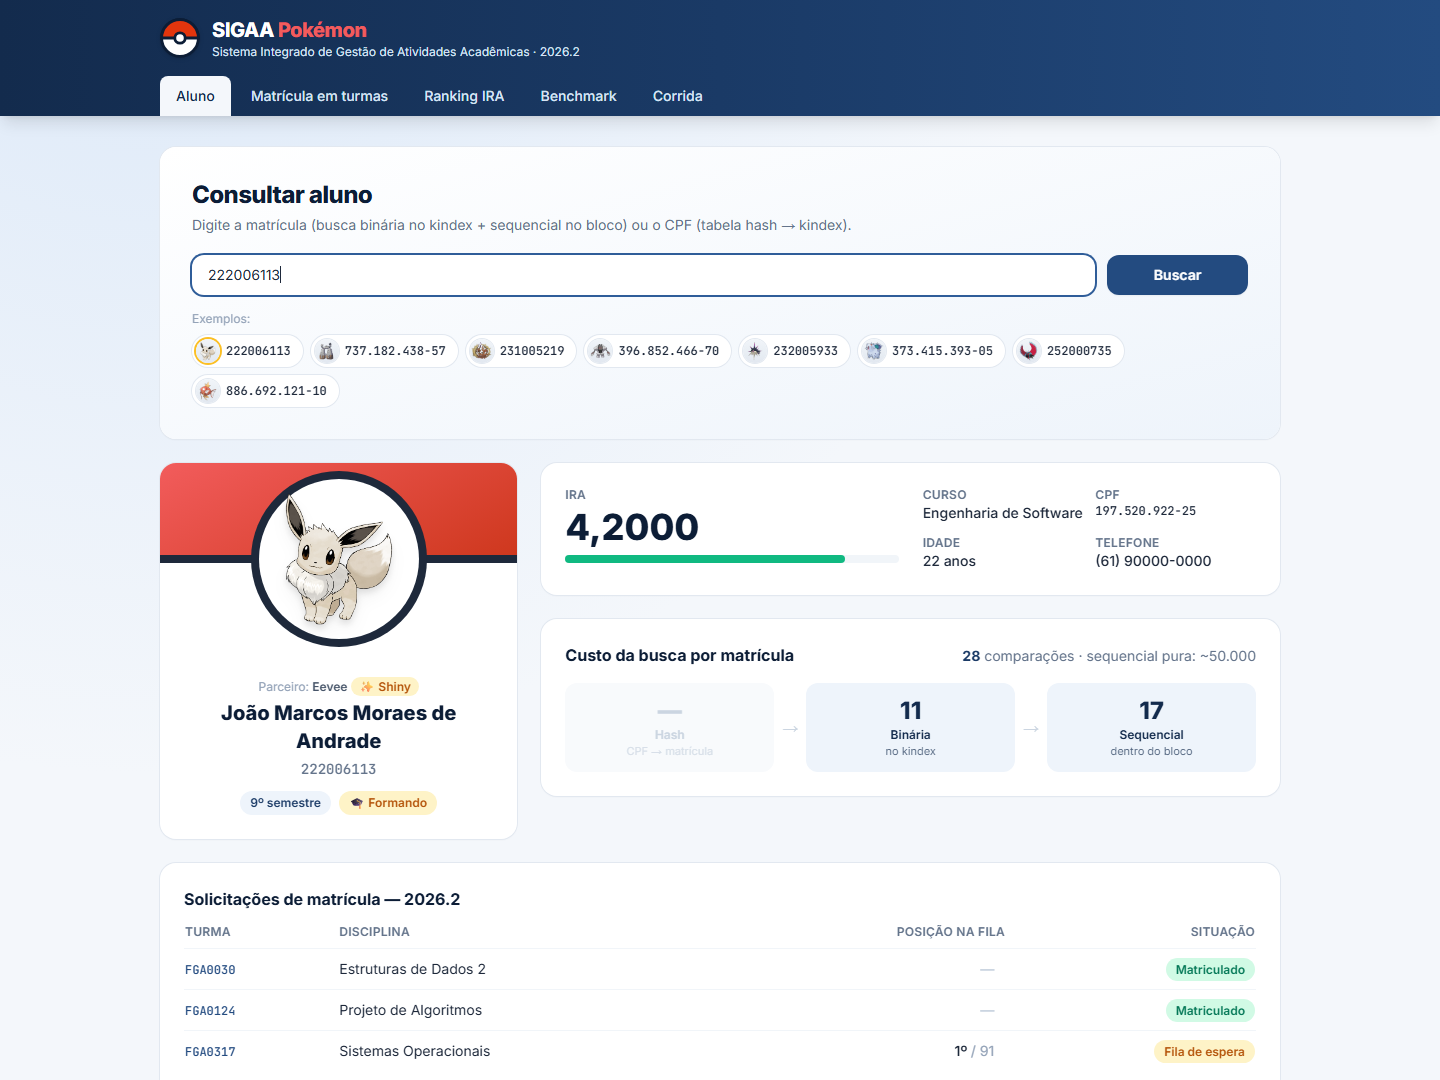 SIGAA Pokémon
Sistema Integrado de Gestão de Atividades Acadêmicas · 2026.2
Aluno
Matrícula em turmas
Ranking IRA
Benchmark
Corrida
Consultar aluno
Digite a matrícula (busca binária no kindex + sequencial no bloco) ou o CPF (tabela hash → kindex).
222006113
Buscar
Exemplos:
222006113
737.182.438-57
231005219
396.852.466-70
232005933
373.415.393-05
252000735
886.692.121-10
Parceiro: Eevee ✨ Shiny
João Marcos Moraes de
Andrade
222006113
9º semestre
🎓 Formando
IRA
4,2000
CURSO
Engenharia de Software
CPF
197.520.922-25
IDADE
22 anos
TELEFONE
(61) 90000-0000
Custo da busca por matrícula
28 comparações · sequencial pura: ~50.000
—
Hash
CPF → matrícula
→
11
Binária
no kindex
→
17
Sequencial
dentro do bloco
Solicitações de matrícula — 2026.2
TURMA DISCIPLINA POSIÇÃO NA FILA SITUAÇÃO
FGA0030 Estruturas de Dados 2 — Matriculado
FGA0124 Projeto de Algoritmos — Matriculado
FGA0317 Sistemas Operacionais 1º / 91 Fila de espera